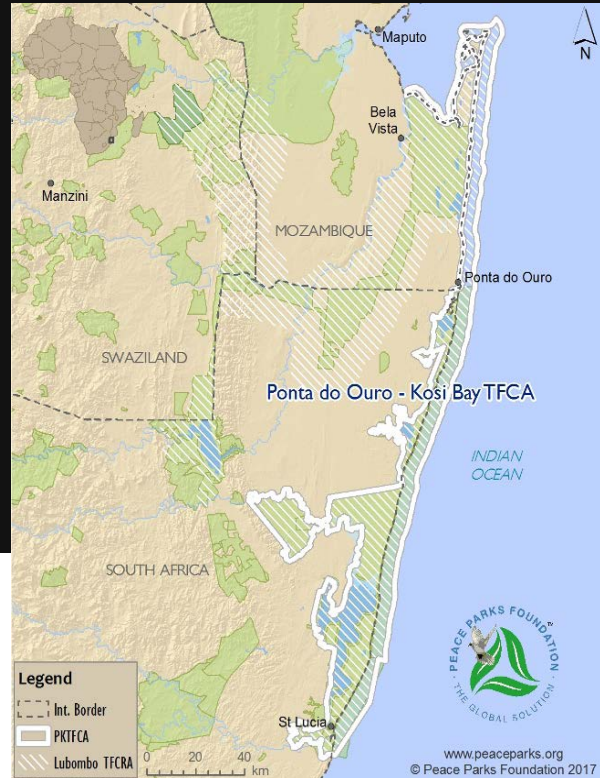 Maputo
N
Bela
Vista
Manzini
MOZAMBIQUE
Ponta do Ouro
SWAZILAND
Ponta do Ouro - Kosi Bay TFCA
INDIAN
OCEAN
SOUTH AFRICA
PEACE PARKS FOUNDATION
THE GLOBAL SOLUTION
Legend
Int. Border
PKTFCA
Lubombo TFCRA
St Lucia
0 20 40
km
www.peaceparks.org
© Peace Parks Foundation 2017